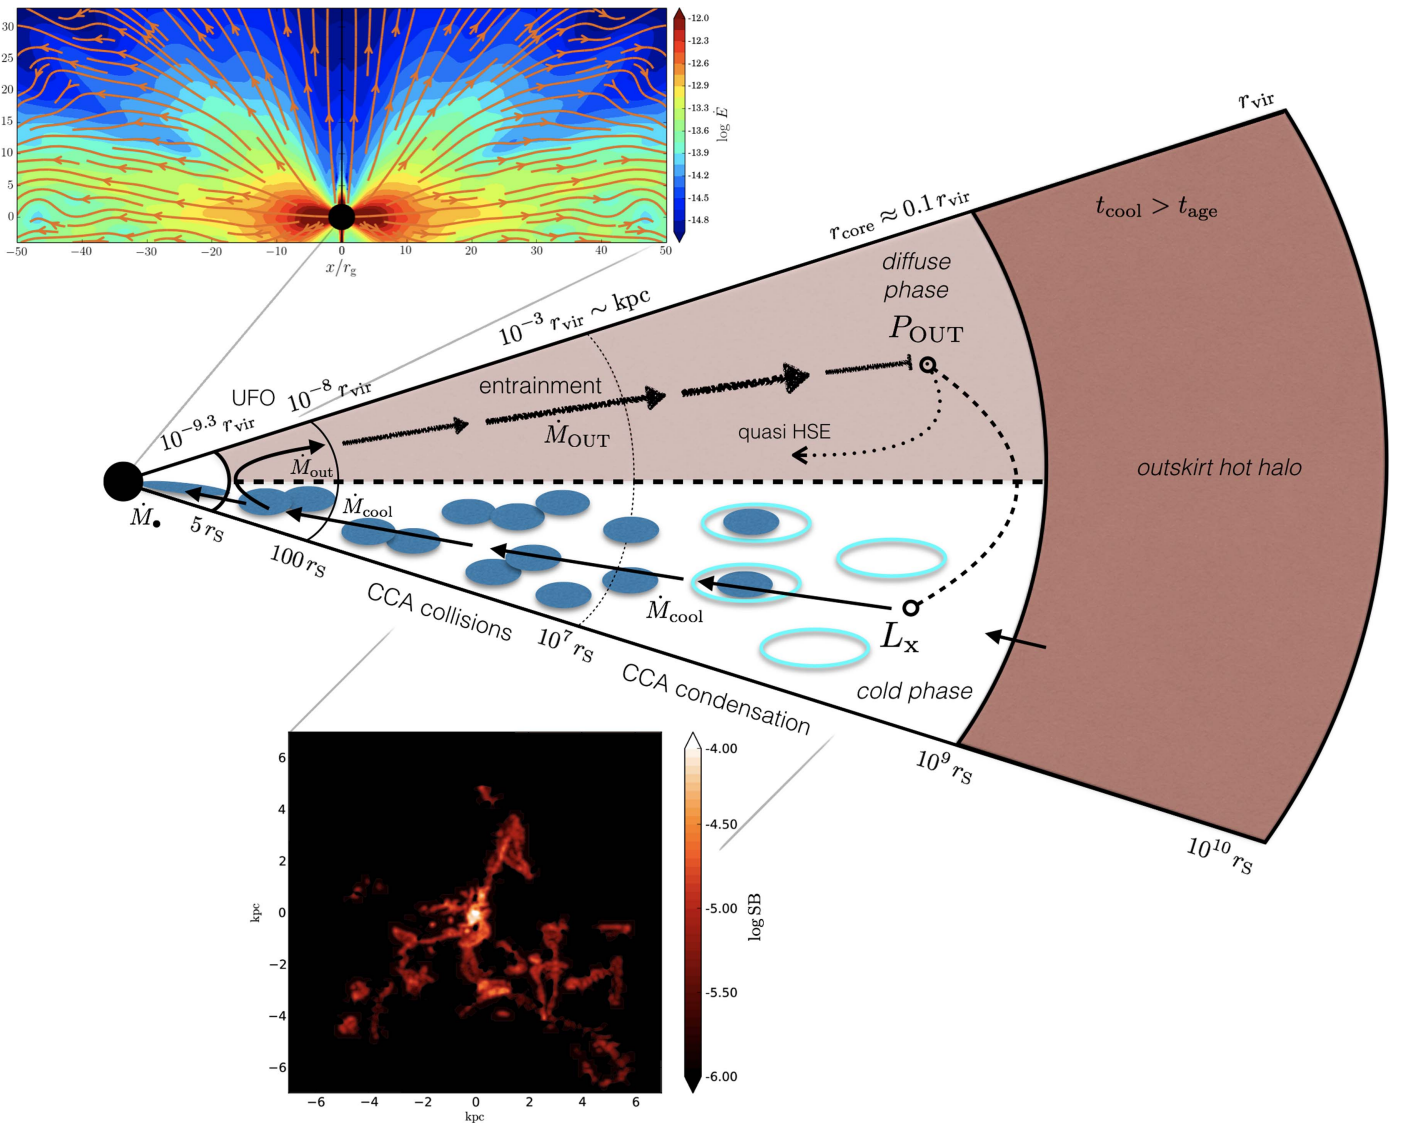 30
25
20
15
10
5
0
−50 −40 −30 −20 −10 0 10 20 30 40 50
x/r_g
-12.0
-12.3
-12.6
-12.9
-13.3
-13.6
-13.9
-14.2
-14.5
-14.8
log Ė
r_vir
t_cool > t_age
r_core ≈ 0.1 r_vir
diffuse
phase
P_OUT
10^−3 r_vir ∼ kpc
UFO
10^−8 r_vir
10^−9.3 r_vir
entrainment
Ṁ_OUT
quasi HSE
Ṁ_out
outskirt hot halo
Ṁ_cool
Ṁ_•
5 r_S
100 r_S
CCA collisions
10^7 r_S
Ṁ_cool
L_x
cold phase
CCA condensation
10^9 r_S
10^10 r_S
6
4
2
0
−2
−4
−6
kpc
−6 −4 −2 0 2 4 6
kpc
-4.00
-4.50
-5.00
-5.50
-6.00
log SB